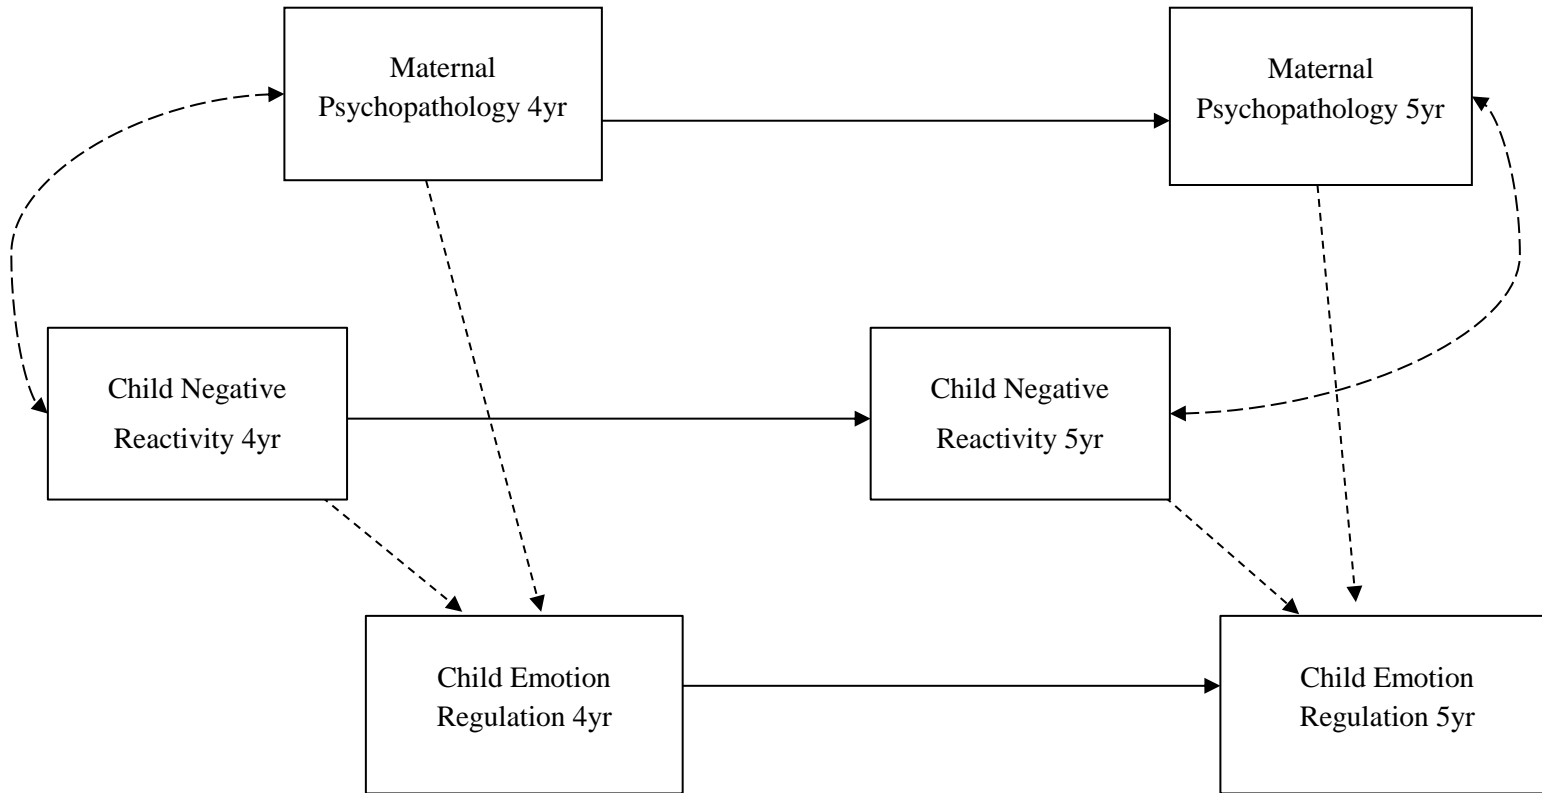 Maternal
Psychopathology 4yr
Maternal
Psychopathology 5yr
Child Negative
Reactivity 4yr
Child Negative
Reactivity 5yr
Child Emotion
Regulation 4yr
Child Emotion
Regulation 5yr